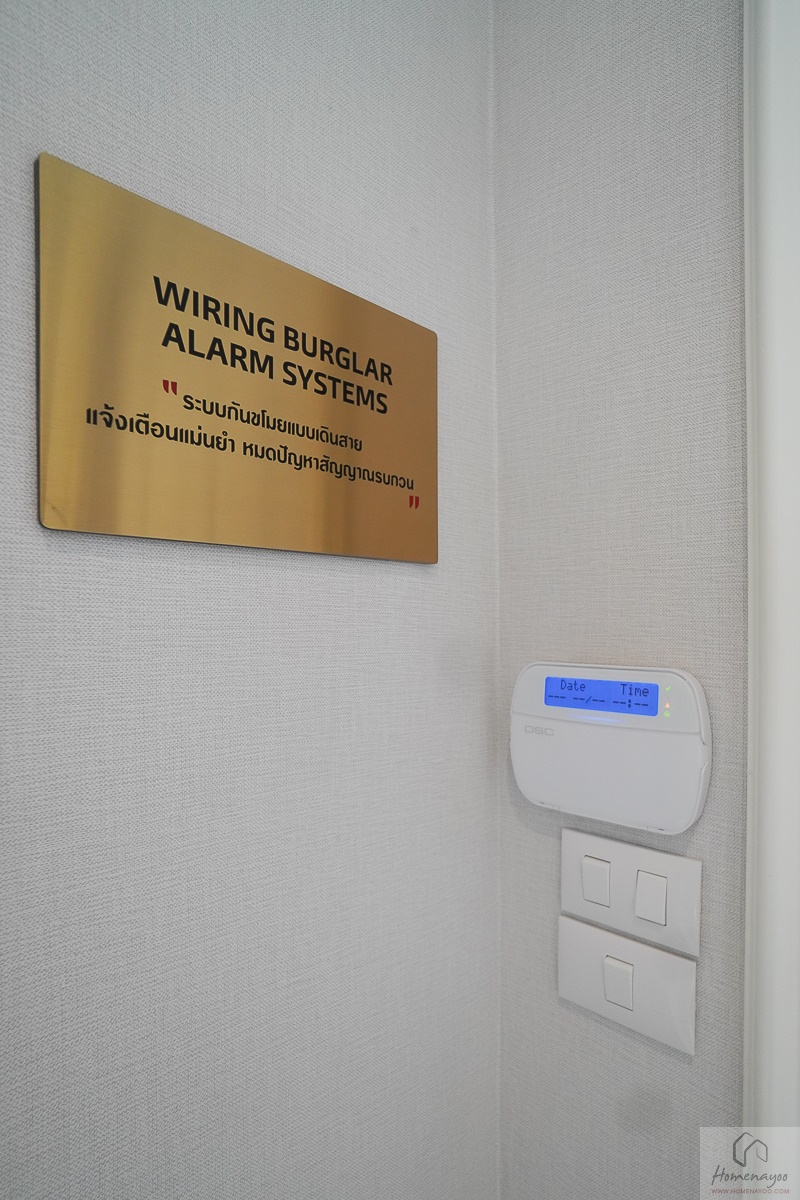 WIRING BURGLAR
ALARM SYSTEMS
" ระบบกันขโมยแบบเดินสาย
แจ้งเตือนแม่นยำ หมดปัญหาสัญญาณรบกวน "
Date Time
--- --/-- --:--
DSC
Homenayoo
WWW.HOMENAYOO.COM